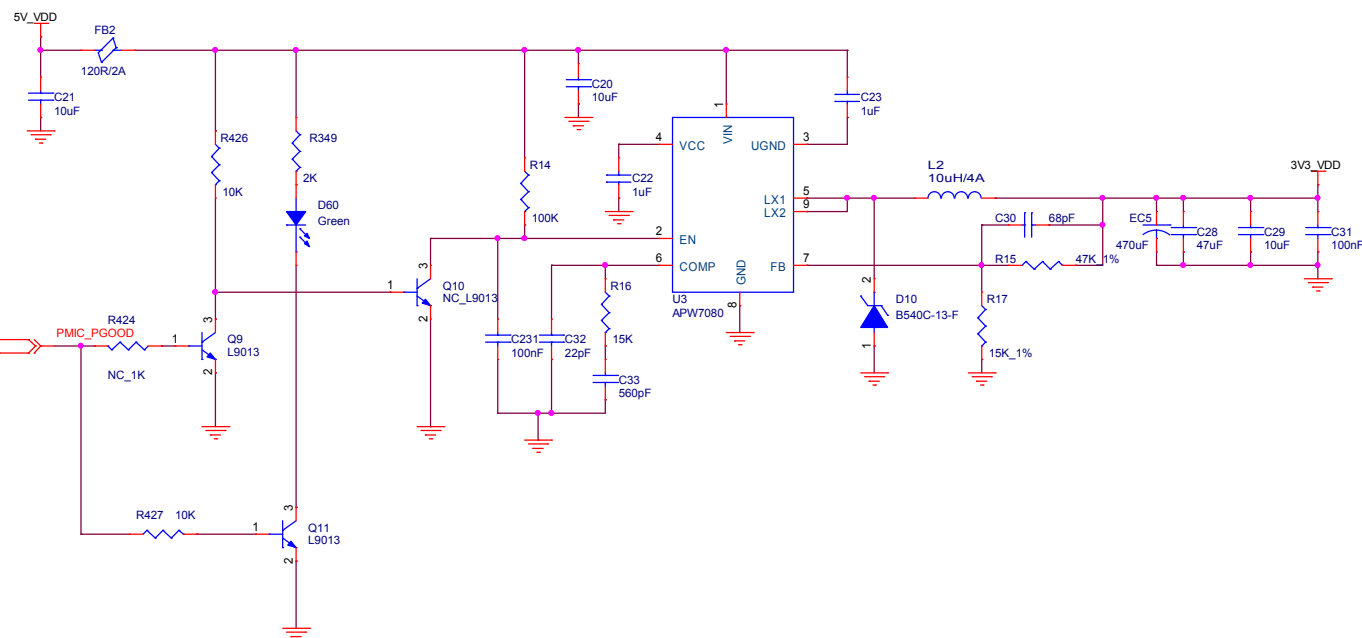 5V_VDD
FB2
120R/2A
C21
10uF
R426
10K
R349
2K
D60
Green
R14
100K
C20
10uF
C22
1uF
C23
1uF
1
VIN
4
VCC
UGND
3
LX1
5
LX2
9
2
EN
6
COMP
FB
7
GND
8
U3
APW7080
L2
10uH/4A
3V3_VDD
C30
68pF
R15
47K_1%
R17
15K_1%
EC5
470uF
C28
47uF
C29
10uF
C31
100nF
2
D10
B540C-13-F
1
3
1
Q10
NC_L9013
2
R16
15K
C231
100nF
C32
22pF
C33
560pF
PMIC_PGOOD
R424
NC_1K
3
1
Q9
L9013
2
R427 10K
3
1
Q11
L9013
2